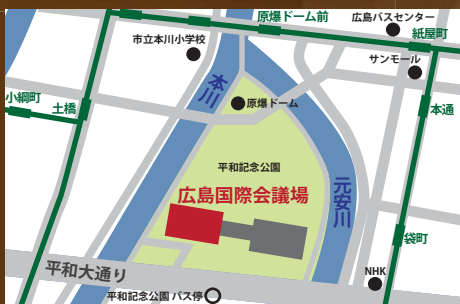 原爆ドーム前
広島バスセンター
紙屋町
市立本川小学校
サンモール
本川
小網町
土橋
原爆ドーム
本通
平和記念公園
広島国際会議場
元安川
袋町
平和大通り
NHK
平和記念公園 バス停